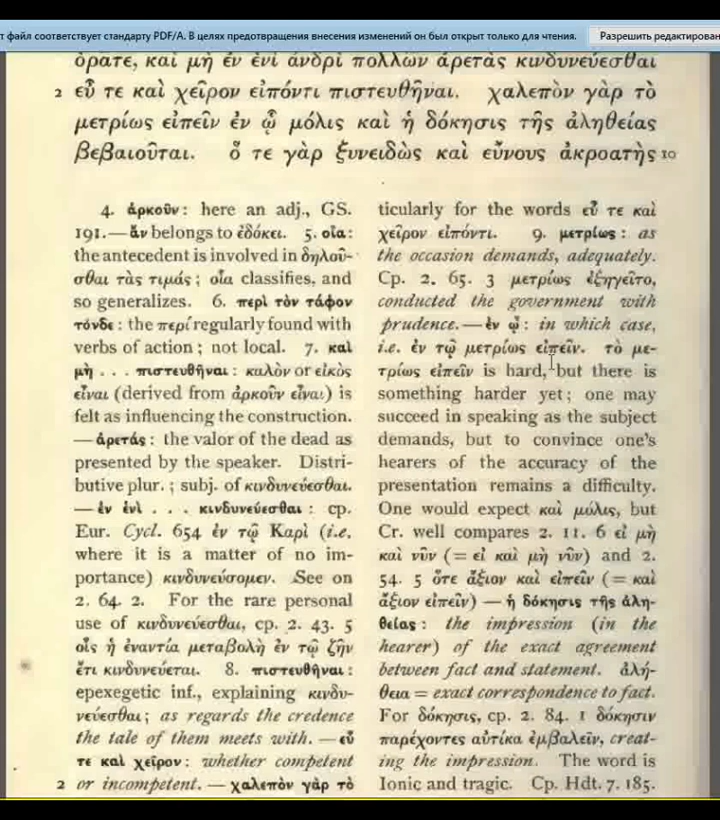 т файл соответствует стандарту PDF/A. В целях предотвращения внесения изменений он был открыт только для чтения. Разрешить редактирован
ὁρᾶτε, καὶ μὴ ἐν ἑνὶ ἀνδρὶ πολλῶν ἀρετὰς κινδυνεύεσθαι
2 εὖ τε καὶ χεῖρον εἰπόντι πιστευθῆναι. χαλεπὸν γὰρ τὸ
μετρίως εἰπεῖν ἐν ᾧ μόλις καὶ ἡ δόκησις τῆς ἀληθείας
βεβαιοῦται. ὅ τε γὰρ ξυνειδὼς καὶ εὔνους ἀκροατὴς 10
4. ἀρκοῦν: here an adj., GS.
191.—ἄν belongs to ἐδόκει. 5. οἷα:
the antecedent is involved in δηλοῦ-
σθαι τὰς τιμάς; οἷα classifies, and
so generalizes. 6. περὶ τὸν τάφον
τόνδε: the περί regularly found with
verbs of action; not local. 7. καὶ
μὴ . . . πιστευθῆναι: καλὸν or εἰκὸς
εἶναι (derived from ἀρκοῦν εἶναι) is
felt as influencing the construction.
—ἀρετάς: the valor of the dead as
presented by the speaker. Distri-
butive plur.; subj. of κινδυνεύεσθαι.
—ἐν ἑνὶ . . . κινδυνεύεσθαι: cp.
Eur. Cycl. 654 ἐν τῷ Καρὶ (i.e.
where it is a matter of no im-
portance) κινδυνεύσομεν. See on
2. 64. 2. For the rare personal
use of κινδυνεύεσθαι, cp. 2. 43. 5
οἷς ἡ ἐναντία μεταβολὴ ἐν τῷ ζῆν
ἔτι κινδυνεύεται. 8. πιστευθῆναι:
epexegetic inf., explaining κινδυ-
νεύεσθαι; as regards the credence
the tale of them meets with. —εὖ
τε καὶ χεῖρον: whether competent
2 or incompetent. — χαλεπὸν γὰρ τὸ
ticularly for the words εὖ τε καὶ
χεῖρον εἰπόντι. 9. μετρίως: as
the occasion demands, adequately.
Cp. 2. 65. 3 μετρίως ἐξηγεῖτο,
conducted the government with
prudence.—ἐν ᾧ: in which case,
i.e. ἐν τῷ μετρίως εἰπεῖν. τὸ με-
τρίως εἰπεῖν is hard, but there is
something harder yet; one may
succeed in speaking as the subject
demands, but to convince one's
hearers of the accuracy of the
presentation remains a difficulty.
One would expect καὶ μόλις, but
Cr. well compares 2. 11. 6 εἰ μὴ
καὶ νῦν (= εἰ καὶ μὴ νῦν) and 2.
54. 5 ὅτε ἄξιον καὶ εἰπεῖν (= καὶ
ἄξιον εἰπεῖν) — ἡ δόκησις τῆς ἀλη-
θείας: the impression (in the
hearer) of the exact agreement
between fact and statement. ἀλή-
θεια = exact correspondence to fact.
For δόκησις, cp. 2. 84. 1 δόκησιν
παρέχοντες αὐτίκα ἐμβαλεῖν, creat-
ing the impression. The word is
Ionic and tragic. Cp. Hdt. 7. 185.